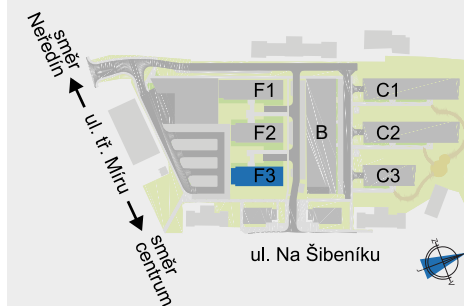 směr
Neředín
ul. tř. Míru
směr
centrum
F1
F2
F3
B
C1
C2
C3
ul. Na Šibeníku